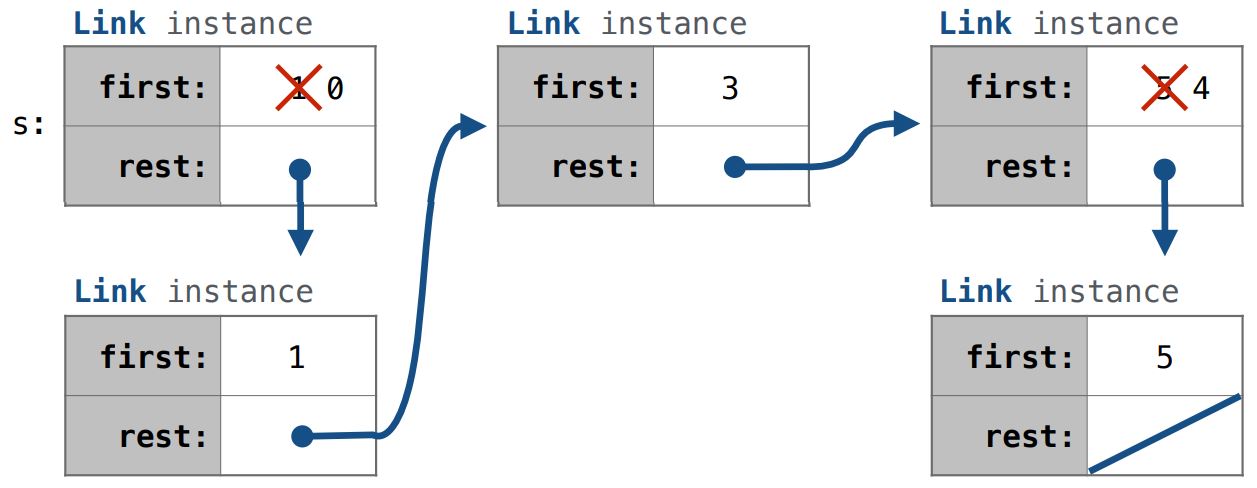 Link instance
first: 1 0
s:
rest:
Link instance
first: 3
rest:
Link instance
first: 5 4
rest:
Link instance
first: 1
rest:
Link instance
first: 5
rest: